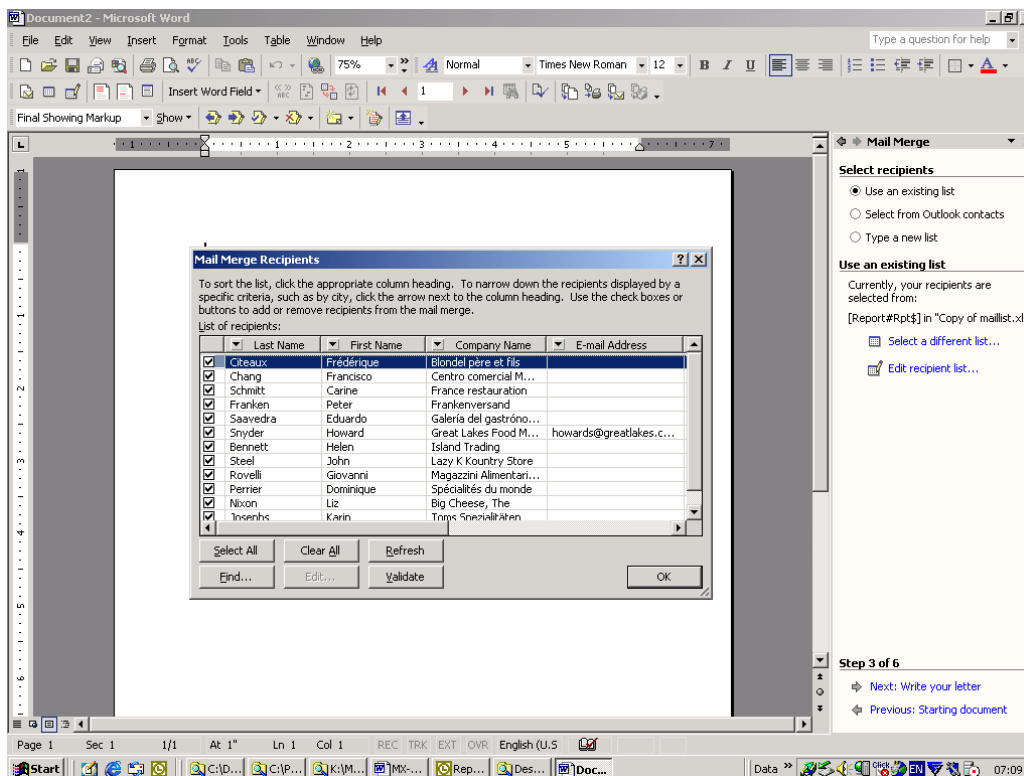 Document2 - Microsoft Word
File Edit View Insert Format Tools Table Window Help Type a question for help
75% Normal Times New Roman 12 B I U
Insert Word Field 1
Final Showing Markup Show
Mail Merge
Select recipients
Use an existing list
Select from Outlook contacts
Type a new list
Use an existing list
Currently, your recipients are
selected from:
[Report#Rpt$] in "Copy of maillist.xl
Select a different list...
Edit recipient list...
Mail Merge Recipients
To sort the list, click the appropriate column heading. To narrow down the recipients displayed by a
specific criteria, such as by city, click the arrow next to the column heading. Use the check boxes or
buttons to add or remove recipients from the mail merge.
List of recipients:
Last Name First Name Company Name E-mail Address
Citeaux Frédérique Blondel père et fils
Chang Francisco Centro comercial M...
Schmitt Carine France restauration
Franken Peter Frankenversand
Saavedra Eduardo Galería del gastróno...
Snyder Howard Great Lakes Food M... howards@greatlakes.c...
Bennett Helen Island Trading
Steel John Lazy K Kountry Store
Rovelli Giovanni Magazzini Alimentari...
Perrier Dominique Spécialités du monde
Nixon Liz Big Cheese, The
Josephs Karin Toms Spezialitäten
Select All Clear All Refresh
Find... Edit... Validate OK
Step 3 of 6
Next: Write your letter
Previous: Starting document
Page 1 Sec 1 1/1 At 1" Ln 1 Col 1 REC TRK EXT OVR English (U.S
Start C:\D... C:\P... K:\M... MX-... Rep... Des... Doc... Data » EN 07:09